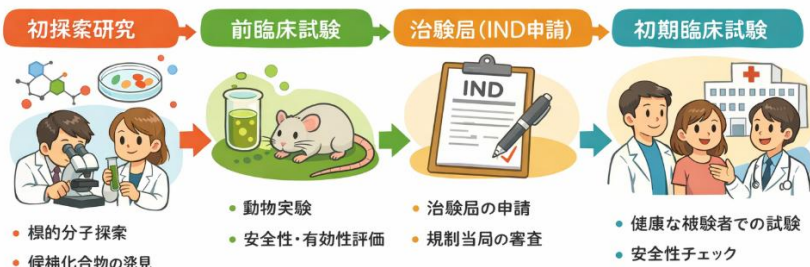 初探索研究
前臨床試験
治験局(IND申請)
初期臨床試験
IND
• 標的分子探索
• 候補化合物の発見
• 動物実験
• 安全性・有効性評価
• 治験局の申請
• 規制当局の審査
• 健康な被験者での試験
• 安全性チェック